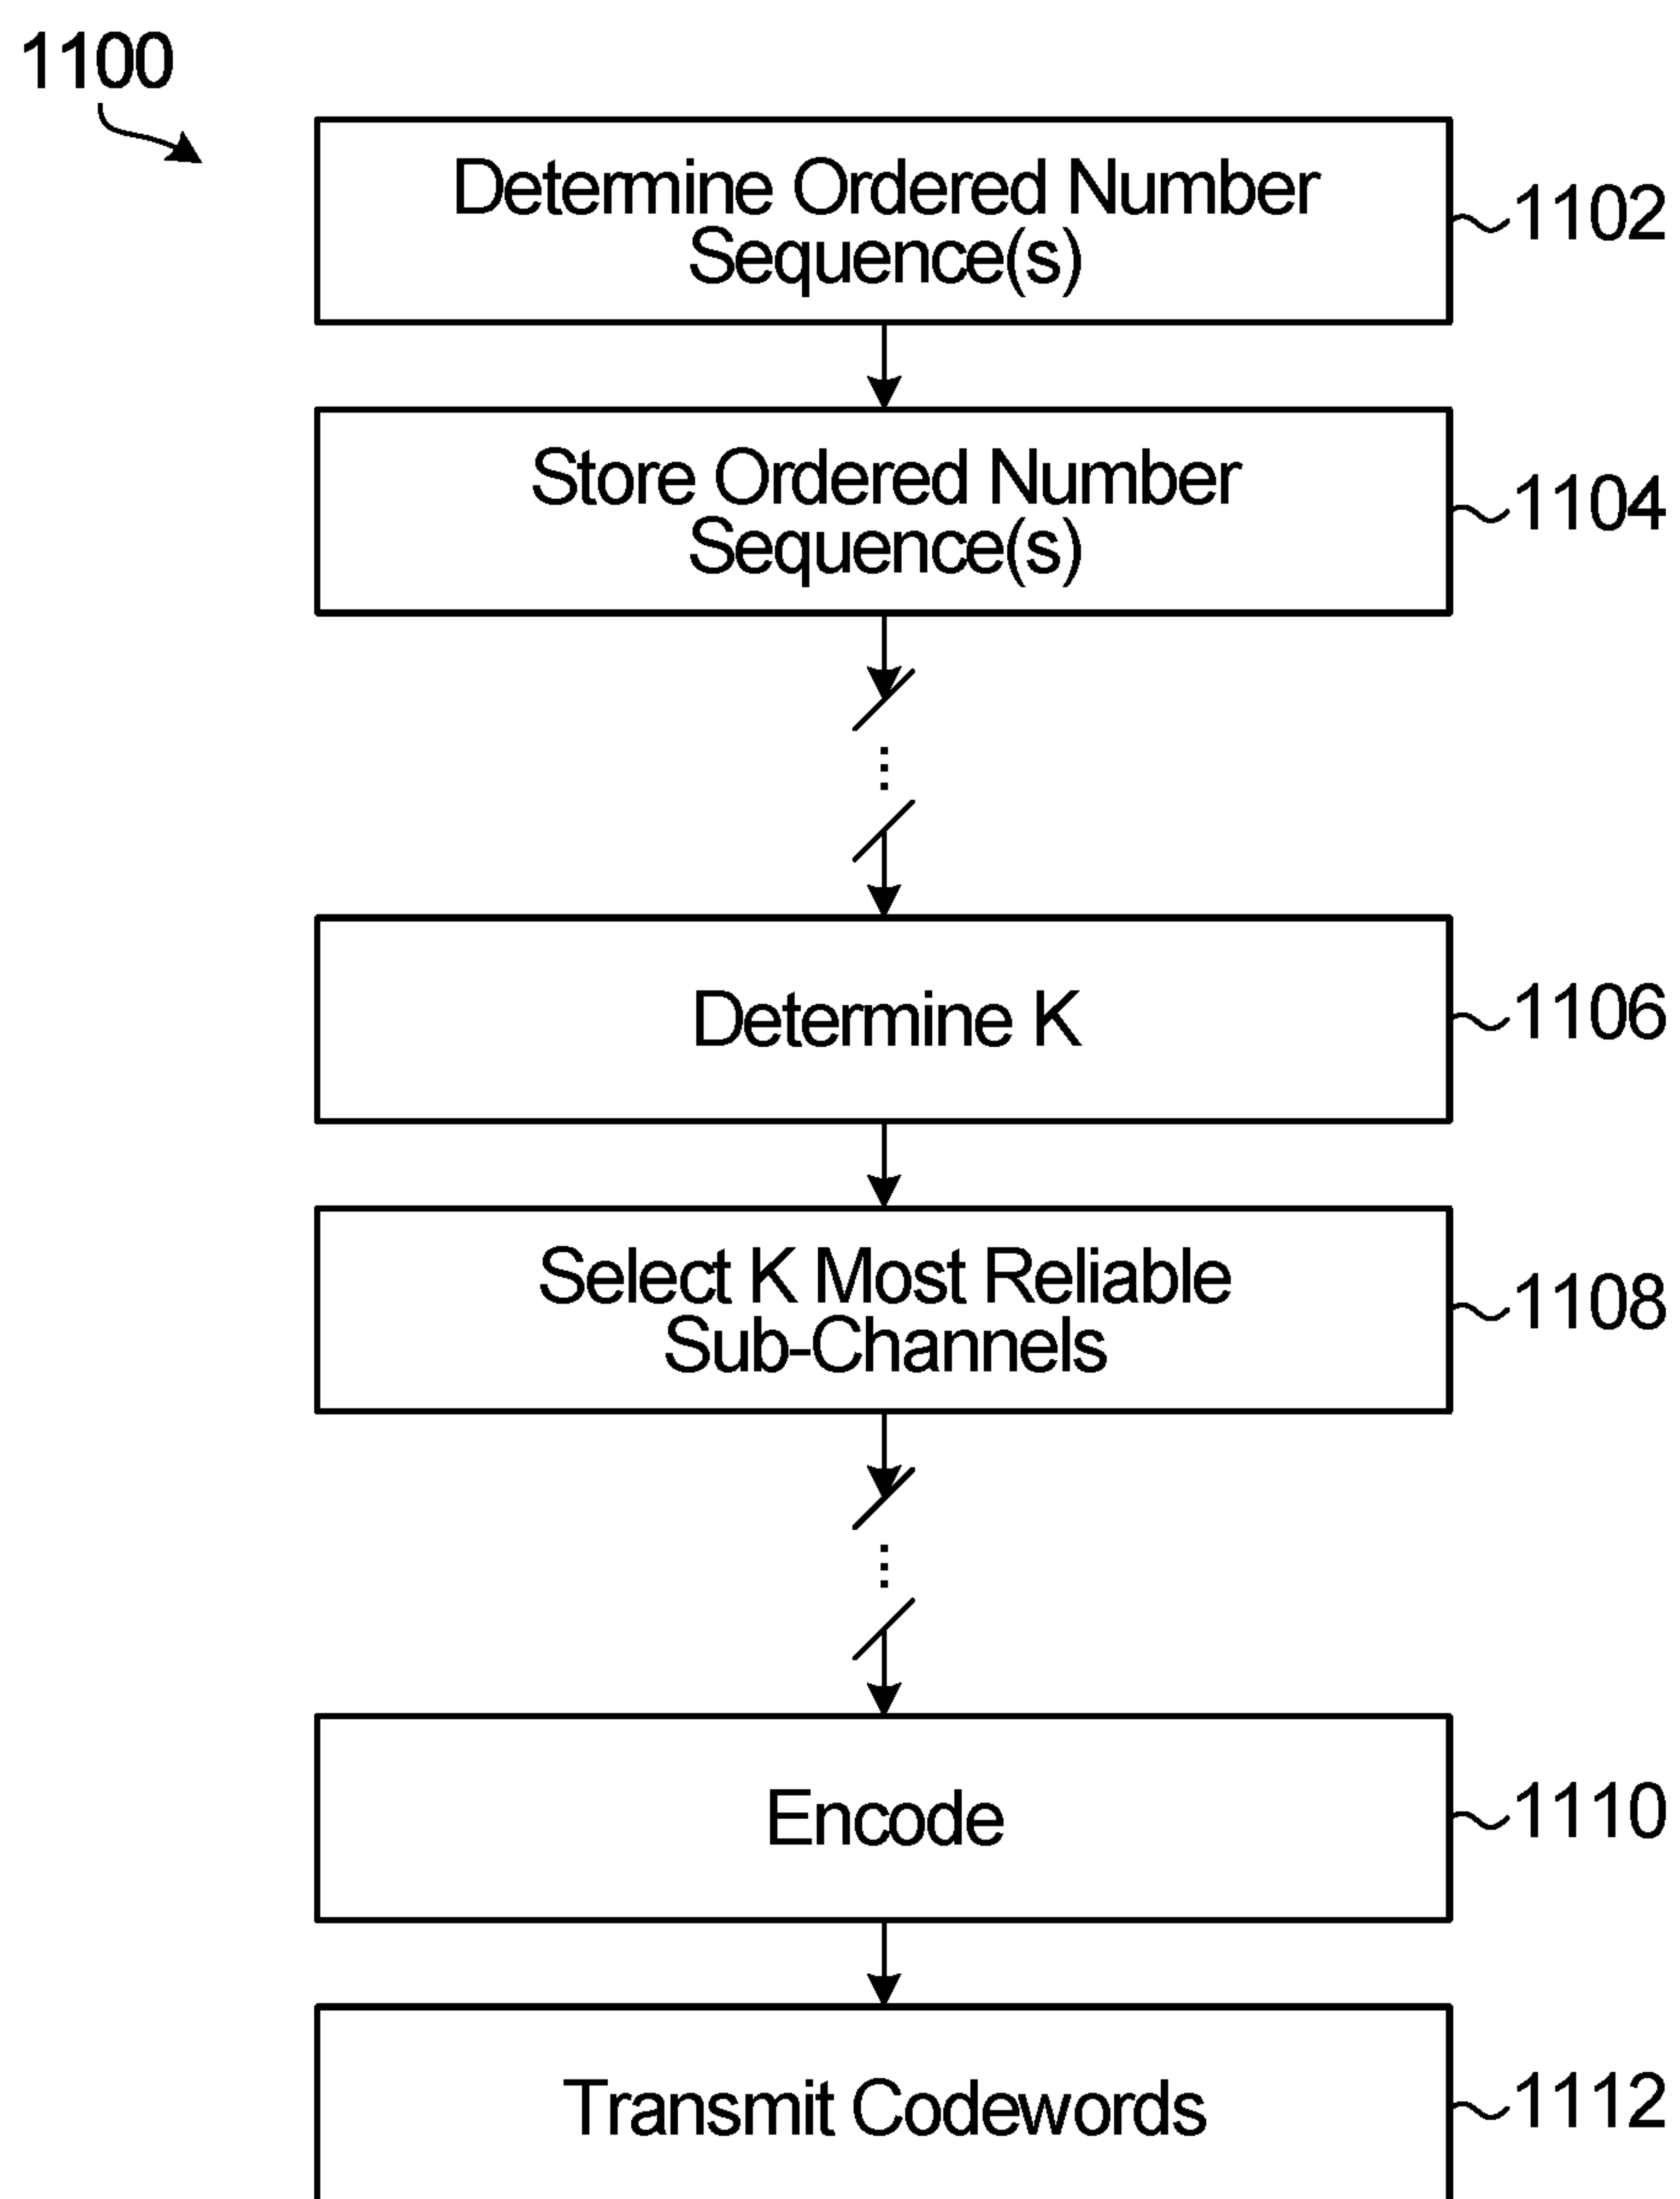 1100
Determine Ordered Number
Sequence(s)
1102
Store Ordered Number
Sequence(s)
1104
Determine K
1106
Select K Most Reliable
Sub-Channels
1108
Encode
1110
Transmit Codewords
1112